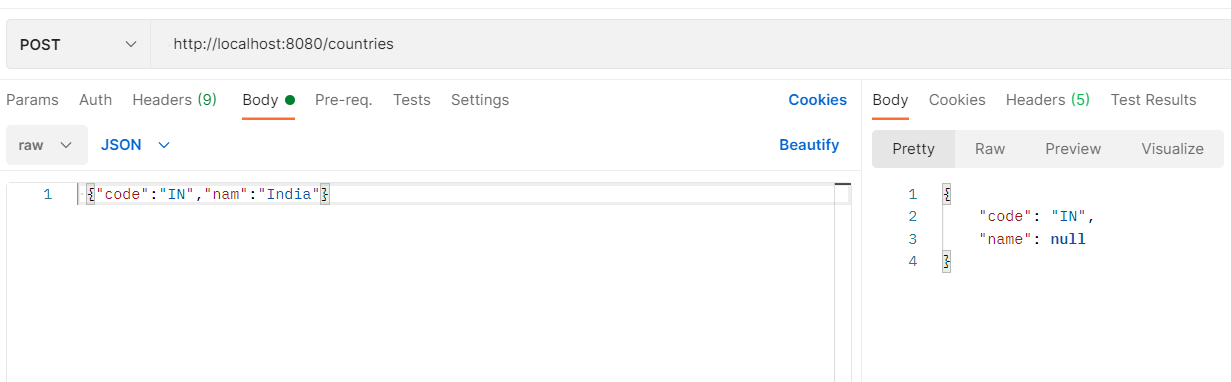 POST http://localhost:8080/countries
Params Auth Headers (9) Body Pre-req. Tests Settings Cookies
raw JSON Beautify
1 {"code":"IN","nam":"India"}
Body Cookies Headers (5) Test Results
Pretty Raw Preview Visualize
1 {
2 "code": "IN",
3 "name": null
4 }